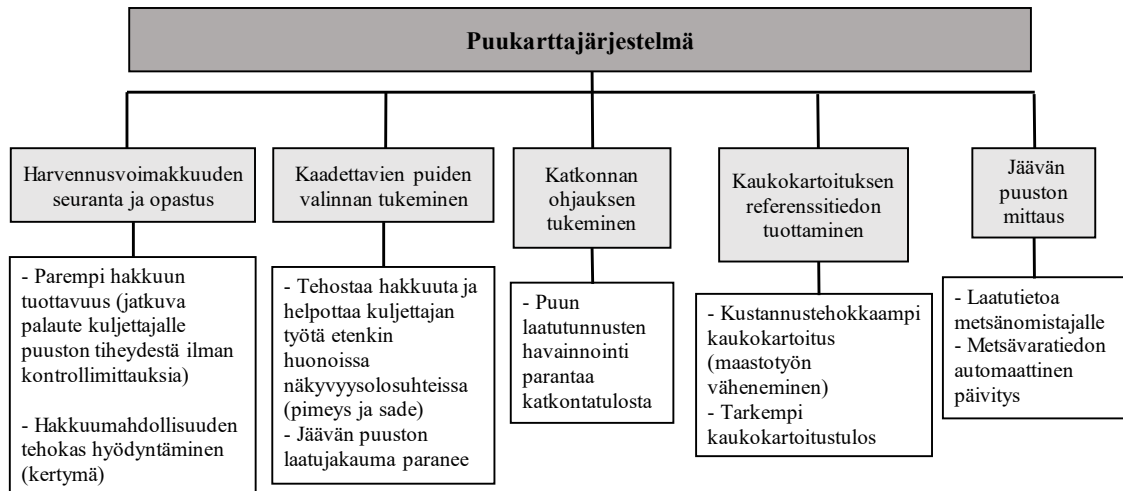 Puukarttajärjestelmä
Harvennusvoimakkuuden
seuranta ja opastus
- Parempi hakkuun
tuottavuus (jatkuva
palaute kuljettajalle
puuston tiheydestä ilman
kontrollimittauksia)
- Hakkuumahdollisuuden
tehokas hyödyntäminen
(kertymä)
Kaadettavien puiden
valinnan tukeminen
- Tehostaa hakkuuta ja
helpottaa kuljettajan
työtä etenkin
huonoissa
näkyvyysolosuhteissa
(pimeys ja sade)
- Jäävän puuston
laatujakauma paranee
Katkonnan
ohjauksen
tukeminen
- Puun
laatutunnusten
havainnointi
parantaa
katkontatulosta
Kaukokartoituksen
referenssitiedon
tuottaminen
- Kustannustehokkaampi
kaukokartoitus
(maastotyön
väheneminen)
- Tarkempi
kaukokartoitustulos
Jäävän
puuston
mittaus
- Laatutietoa
metsänomistajalle
- Metsävaratiedon
automaattinen
päivitys